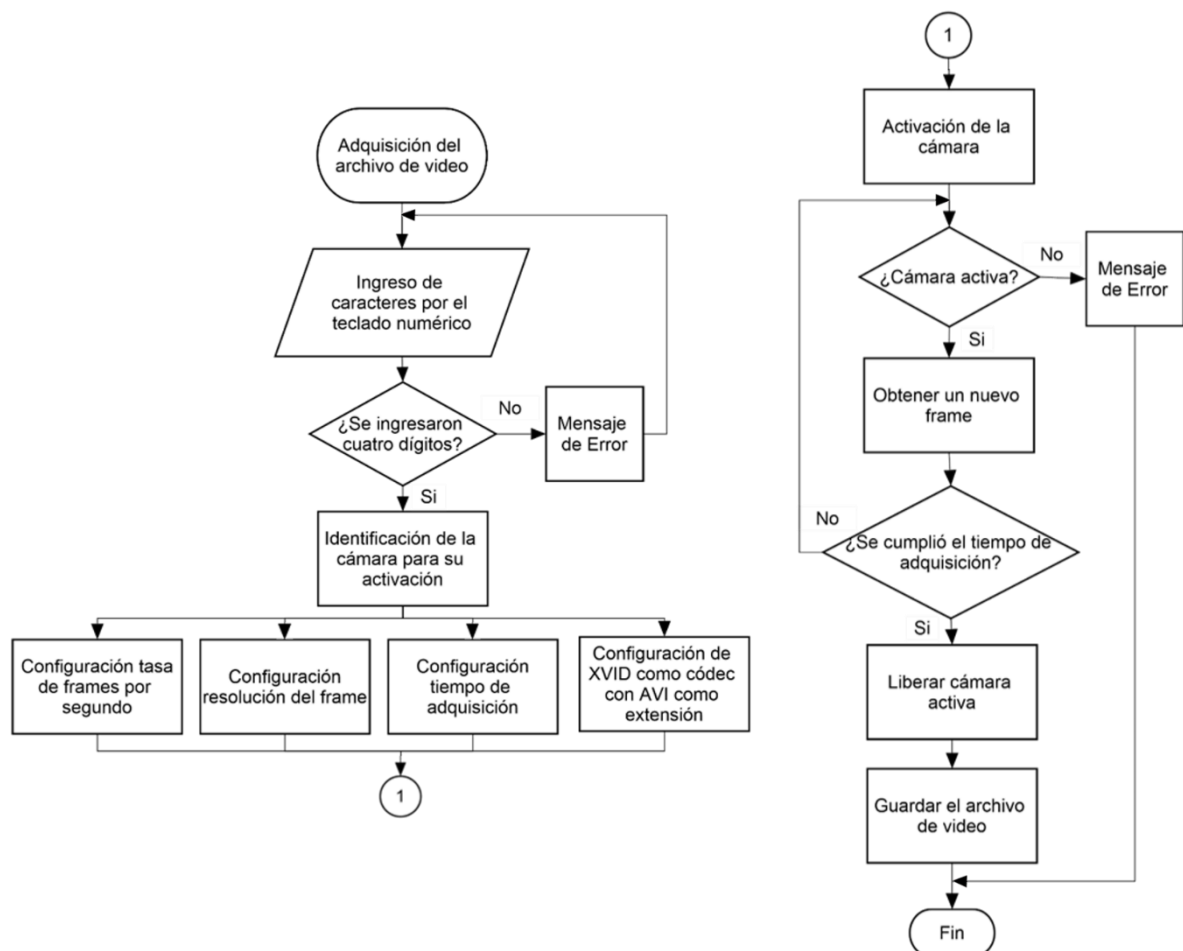 Adquisición del
archivo de video
Ingreso de
caracteres por el
teclado numérico
¿Se ingresaron
cuatro dígitos?
No
Mensaje
de Error
Si
Identificación de la
cámara para su
activación
Configuración tasa
de frames por
segundo
Configuración
resolución del frame
Configuración
tiempo de
adquisición
Configuración de
XVID como códec
con AVI como
extensión
1
1
Activación de la
cámara
¿Cámara activa?
No
Mensaje
de Error
Si
Obtener un nuevo
frame
No
¿Se cumplió el tiempo de
adquisición?
Si
Liberar cámara
activa
Guardar el archivo
de video
Fin